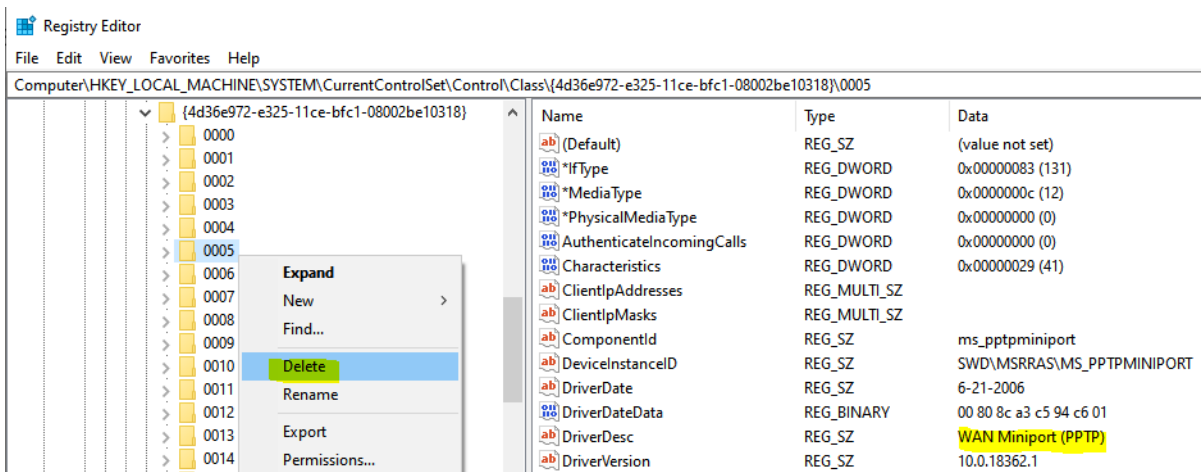 Registry Editor
File Edit View Favorites Help
Computer\HKEY_LOCAL_MACHINE\SYSTEM\CurrentControlSet\Control\Class\{4d36e972-e325-11ce-bfc1-08002be10318}\0005
{4d36e972-e325-11ce-bfc1-08002be10318}
0000
0001
0002
0003
0004
0005
0006
0007
0008
0009
0010
0011
0012
0013
0014
Expand
New
Find...
Delete
Rename
Export
Permissions...
Name Type Data
(Default) REG_SZ (value not set)
*IfType REG_DWORD 0x00000083 (131)
*MediaType REG_DWORD 0x0000000c (12)
*PhysicalMediaType REG_DWORD 0x00000000 (0)
AuthenticateIncomingCalls REG_DWORD 0x00000000 (0)
Characteristics REG_DWORD 0x00000029 (41)
ClientIpAddresses REG_MULTI_SZ
ClientIpMasks REG_MULTI_SZ
ComponentId REG_SZ ms_pptpminiport
DeviceInstanceID REG_SZ SWD\MSRRAS\MS_PPTPMINIPORT
DriverDate REG_SZ 6-21-2006
DriverDateData REG_BINARY 00 80 8c a3 c5 94 c6 01
DriverDesc REG_SZ WAN Miniport (PPTP)
DriverVersion REG_SZ 10.0.18362.1